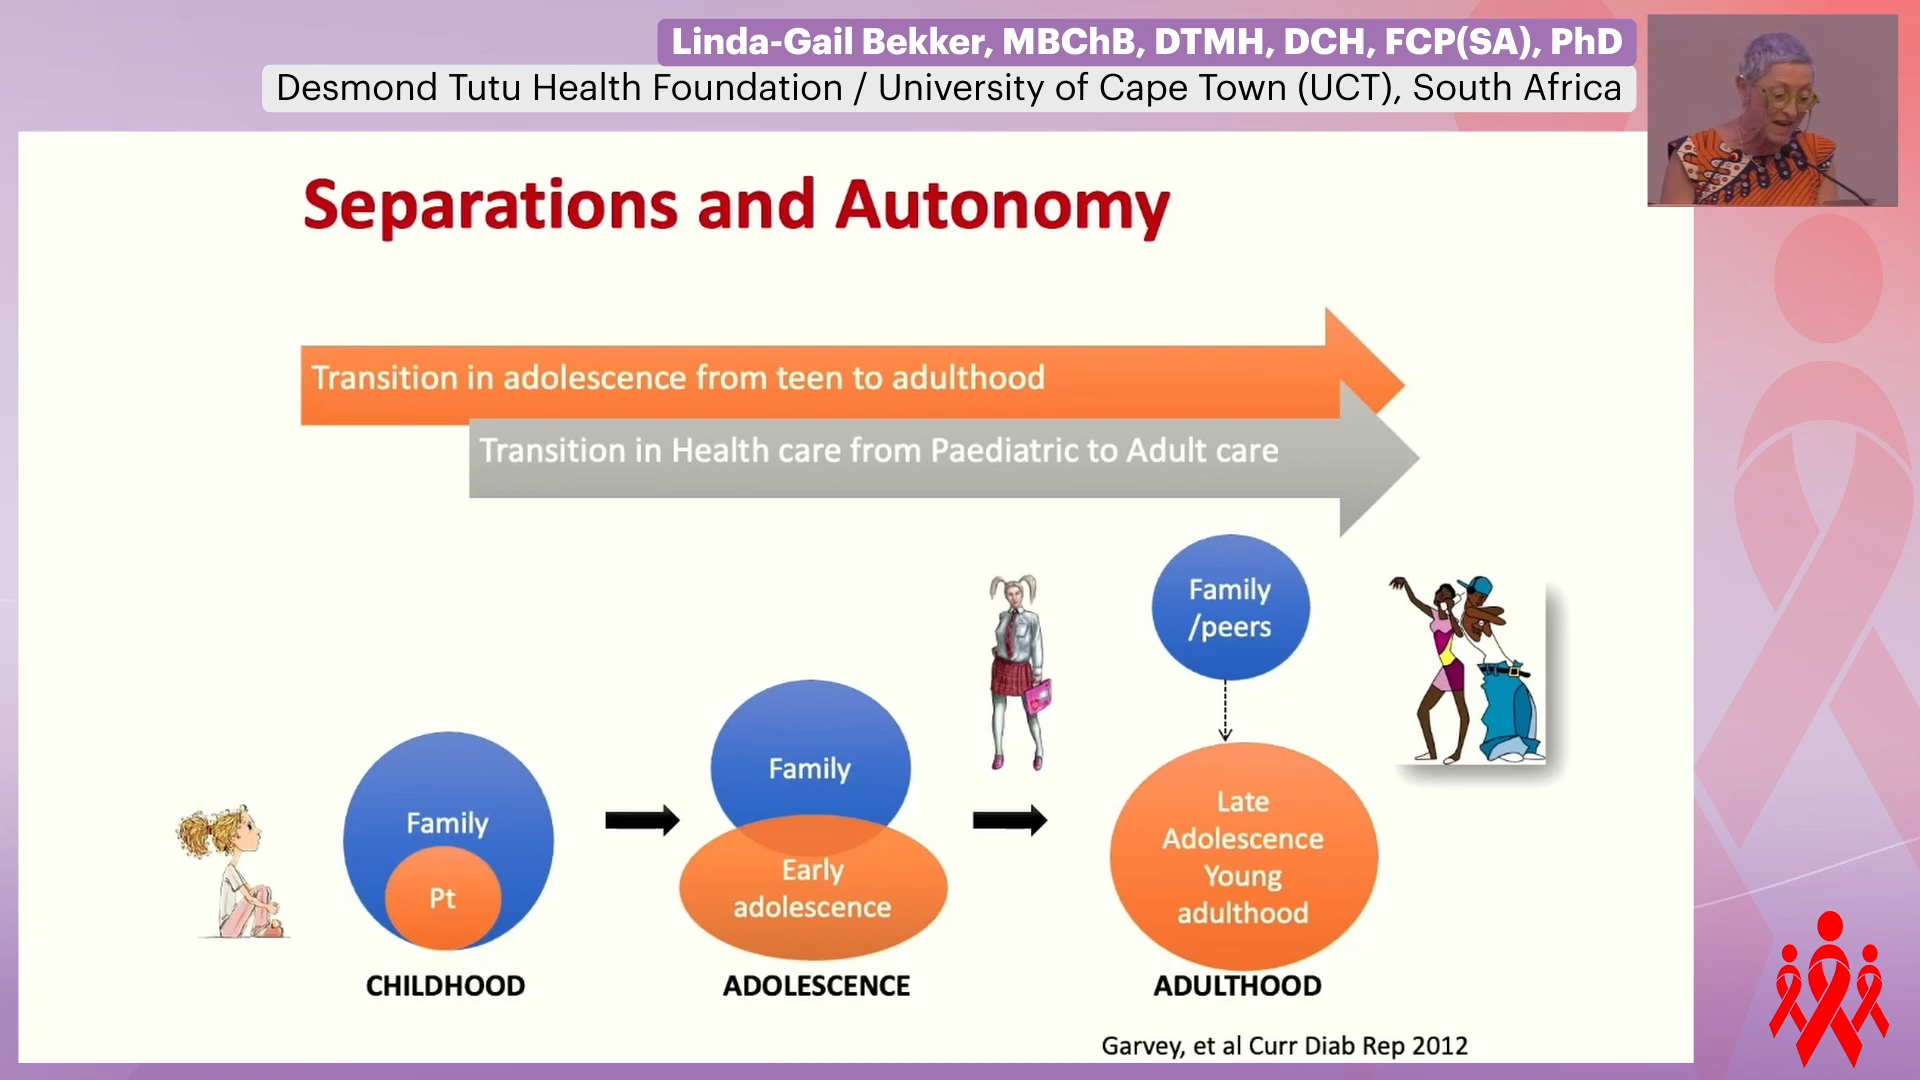 Linda-Gail Bekker, MBChB, DTMH, DCH, FCP(SA), PhD
Desmond Tutu Health Foundation / University of Cape Town (UCT), South Africa
Separations and Autonomy
Transition in adolescence from teen to adulthood
Transition in Health care from Paediatric to Adult care
Family
Pt
CHILDHOOD
Family
Early
adolescence
ADOLESCENCE
Family
/peers
Late
Adolescence
Young
adulthood
ADULTHOOD
Garvey, et al Curr Diab Rep 2012